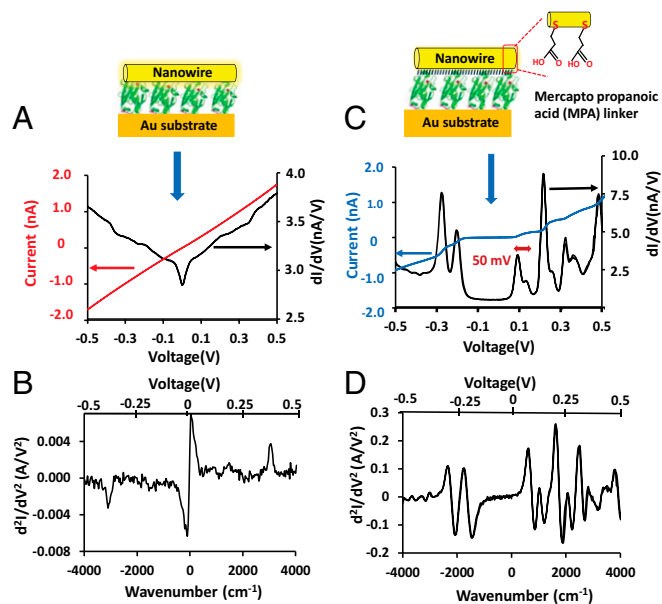 A
Nanowire
Au substrate
2.0
1.0
0
-1.0
-2.0
Current (nA)
4.0
3.5
3.0
2.5
dI/dV(nA/V)
-0.5 -0.3 -0.1 0.1 0.3 0.5
Voltage(V)
B
Voltage(V)
-0.5 -0.25 0 0.25 0.5
0.004
0.000
-0.004
-0.008
d²I/dV² (A/V²)
-4000 -2000 0 2000 4000
Wavenumber (cm⁻¹)
C
Nanowire
Au substrate
S S
HO O HO O
Mercapto propanoic
acid (MPA) linker
2.0
1.0
0
-1.0
-2.0
Current (nA)
50 mV
10.0
7.5
5.0
2.5
dI/dV(nA/V)
-0.5 -0.3 -0.1 0.1 0.3 0.5
Voltage(V)
D
Voltage(V)
-0.5 -0.25 0 0.25 0.5
0.3
0.2
0.1
0
-0.1
-0.2
d²I/dV² (A/V²)
-4000 -2000 0 2000 4000
Wavenumber (cm⁻¹)